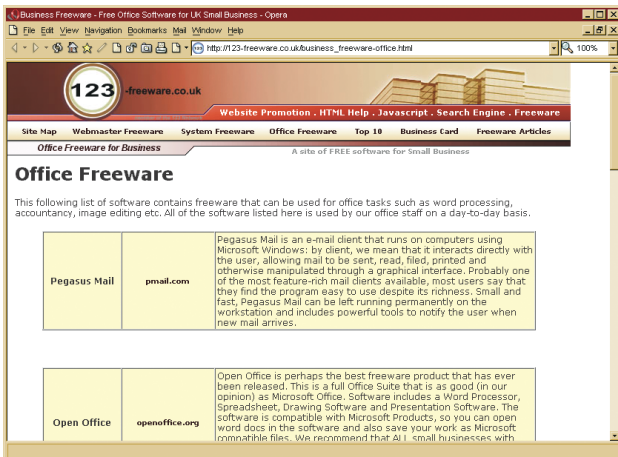 Business Freeware - Free Office Software for UK Small Business - Opera
File Edit View Navigation Bookmarks Mail Window Help
http://123-freeware.co.uk/business_freeware-office.html 100%
123 -freeware.co.uk
Website Promotion . HTML Help . Javascript . Search Engine . Freeware
Site Map Webmaster Freeware System Freeware Office Freeware Top 10 Business Card Freeware Articles
Office Freeware for Business
A site of FREE software for Small Business
Office Freeware
This following list of software contains freeware that can be used for office tasks such as word processing,
accountancy, image editing etc. All of the software listed here is used by our office staff on a day-to-day basis.
Pegasus Mail
pmail.com
Pegasus Mail is an e-mail client that runs on computers using
Microsoft Windows: by client, we mean that it interacts directly with
the user, allowing mail to be sent, read, filed, printed and
otherwise manipulated through a graphical interface. Probably one
of the most feature-rich mail clients available, most users say that
they find the program easy to use despite its richness. Small and
fast, Pegasus Mail can be left running permanently on the
workstation and includes powerful tools to notify the user when
new mail arrives.
Open Office
openoffice.org
Open Office is perhaps the best freeware product that has ever
been released. This is a full Office Suite that is as good (in our
opinion) as Microsoft Office. Software includes a Word Processor,
Spreadsheet, Drawing Software and Presentation Software. The
software is compatible with Microsoft Products, so you can open
word docs in the software and also save your work as Microsoft
compatible files. We recommend that ALL small businesses with